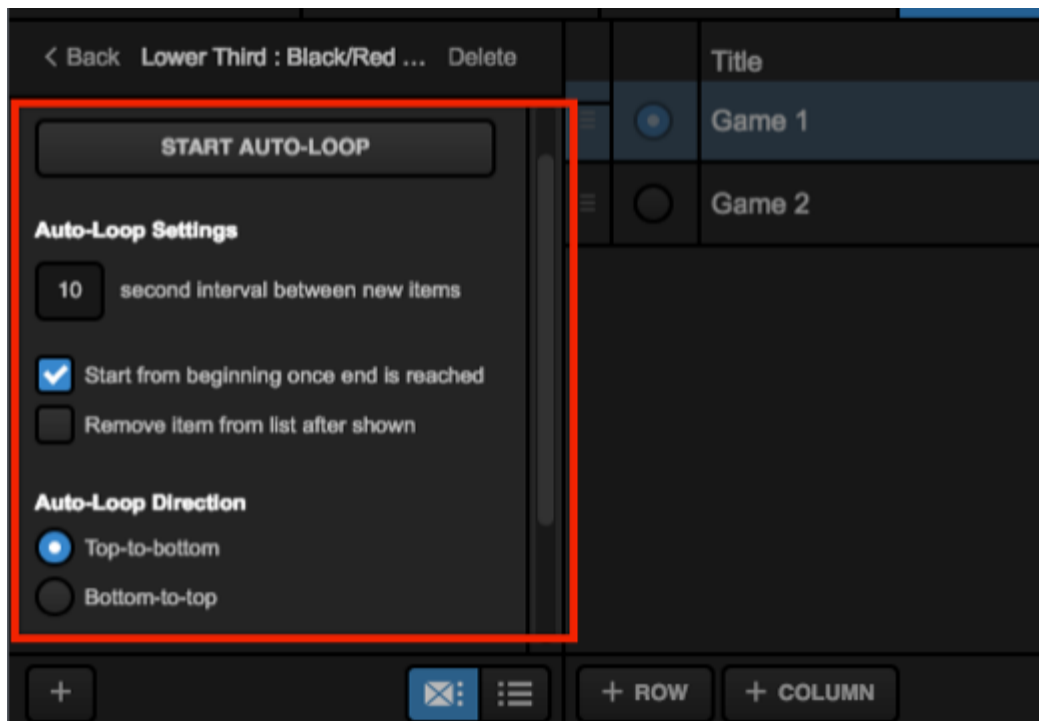 < Back Lower Third : Black/Red ... Delete
START AUTO-LOOP
Auto-Loop Settings
10 second interval between new items
Start from beginning once end is reached
Remove item from list after shown
Auto-Loop Direction
Top-to-bottom
Bottom-to-top
Title
Game 1
Game 2
+ ROW
+ COLUMN